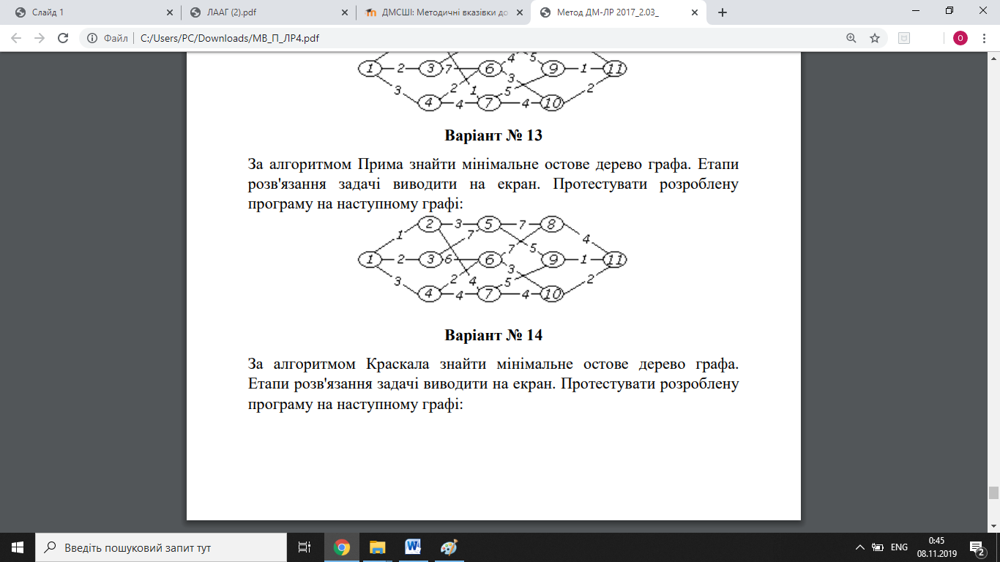 Слайд 1
ЛААГ (2).pdf
ДМСШІ: Методичні вказівки до
Метод ДМ-ЛР 2017_2.03_
Файл
C:/Users/PC/Downloads/МВ_П_ЛР4.pdf
О
4 5
1 2 3 7 6 9 1 11
3 2 1 5 3 2
4 4 7 4 10
Варіант № 13
За алгоритмом Прима знайти мінімальне остове дерево графа. Етапи
розв'язання задачі виводити на екран. Протестувати розроблену
програму на наступному графі:
2 3 5 7 8
1 7 7 5 4
1 2 3 6 6 9 1 11
3 2 4 5 3 2
4 4 7 4 10
Варіант № 14
За алгоритмом Краскала знайти мінімальне остове дерево графа.
Етапи розв'язання задачі виводити на екран. Протестувати розроблену
програму на наступному графі:
Введіть пошуковий запит тут
ENG
0:45
08.11.2019
2